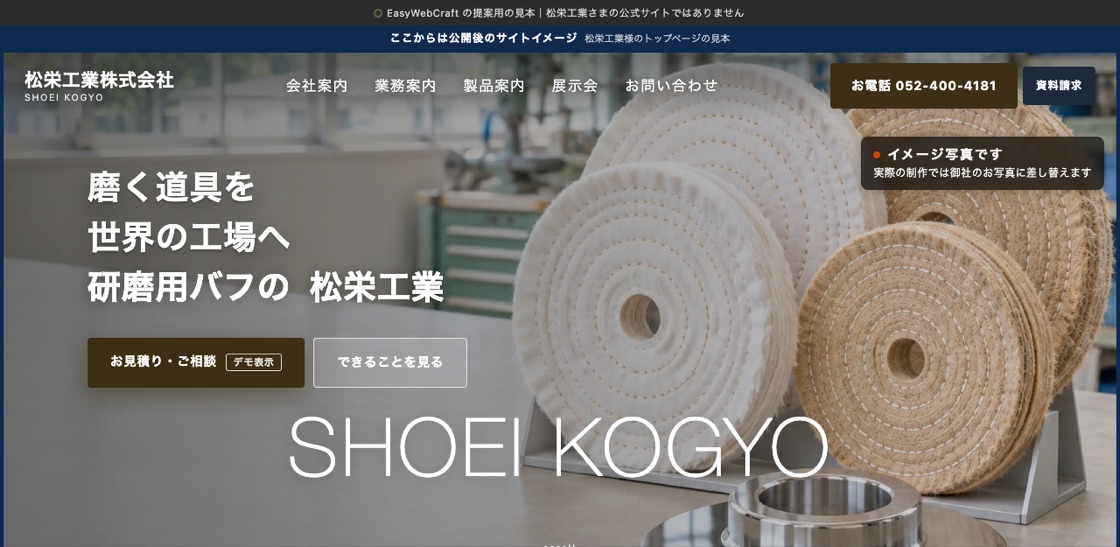 EasyWebCraft の提案用の見本｜松栄工業さまの公式サイトではありません
ここからは公開後のサイトイメージ 松栄工業様のトップページの見本
松栄工業株式会社
SHOEI KOGYO
会社案内 業務案内 製品案内 展示会 お問い合わせ
お電話 052-400-4181
資料請求
イメージ写真です
実際の制作では御社のお写真に差し替えます
磨く道具を
世界の工場へ
研磨用バフの 松栄工業
お見積り・ご相談 デモ表示
できることを見る
SHOEI KOGYO